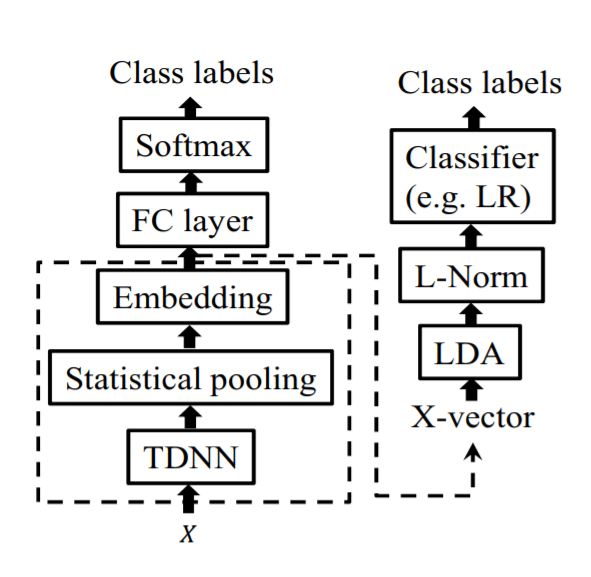 Class labels
Softmax
FC layer
Embedding
Statistical pooling
TDNN
X
Class labels
Classifier
(e.g. LR)
L-Norm
LDA
X-vector